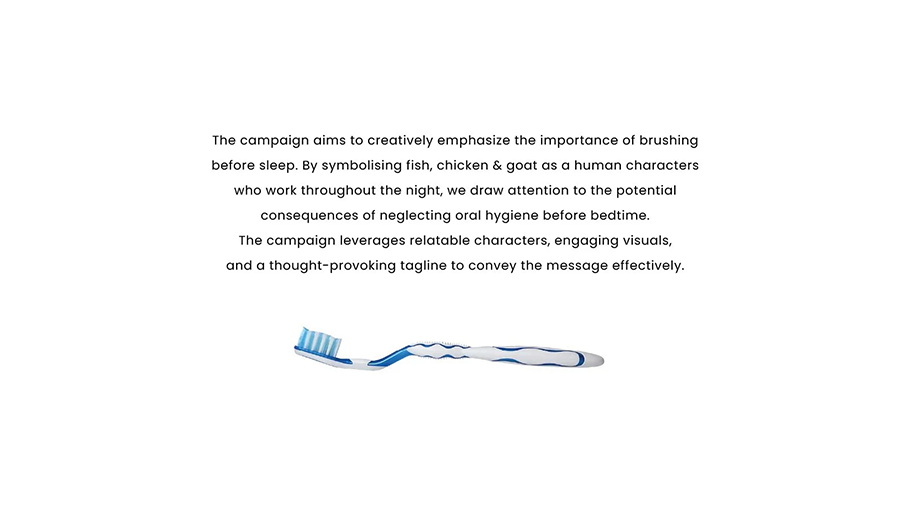 The campaign aims to creatively emphasize the importance of brushing
before sleep. By symbolising fish, chicken & goat as a human characters
who work throughout the night, we draw attention to the potential
consequences of neglecting oral hygiene before bedtime.
The campaign leverages relatable characters, engaging visuals,
and a thought-provoking tagline to convey the message effectively.